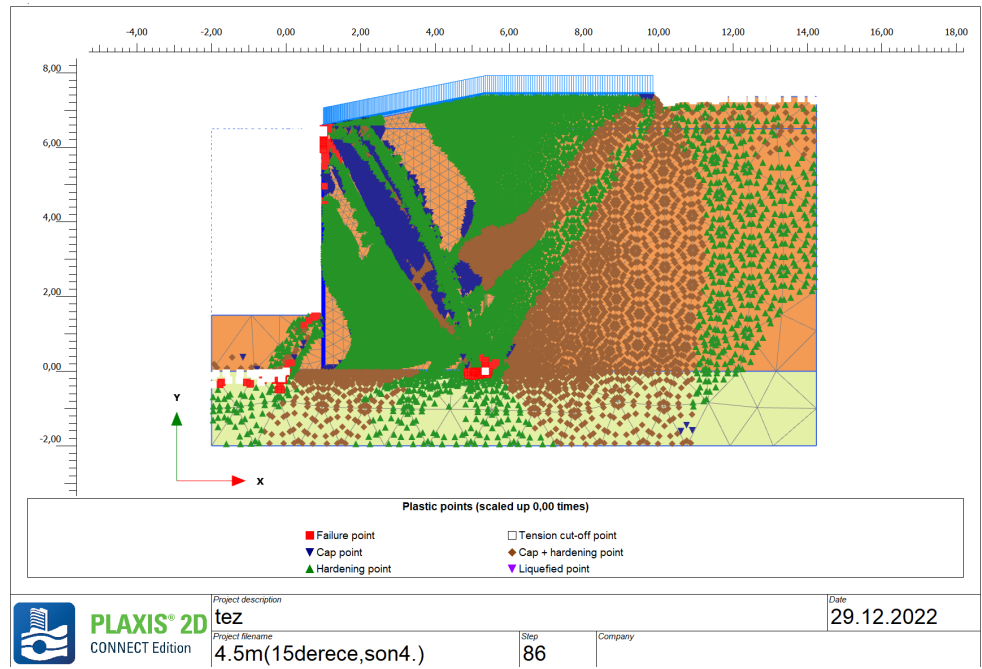 -4,00 -2,00 0,00 2,00 4,00 6,00 8,00 10,00 12,00 14,00 16,00 18,00
8,00
6,00
4,00
2,00
0,00
-2,00
Y
X
Plastic points (scaled up 0,00 times)
Failure point Tension cut-off point
Cap point Cap + hardening point
Hardening point Liquefied point
PLAXIS® 2D
CONNECT Edition
Project description
tez
Date
29.12.2022
Project filename
4.5m(15derece,son4.)
Step
86
Company